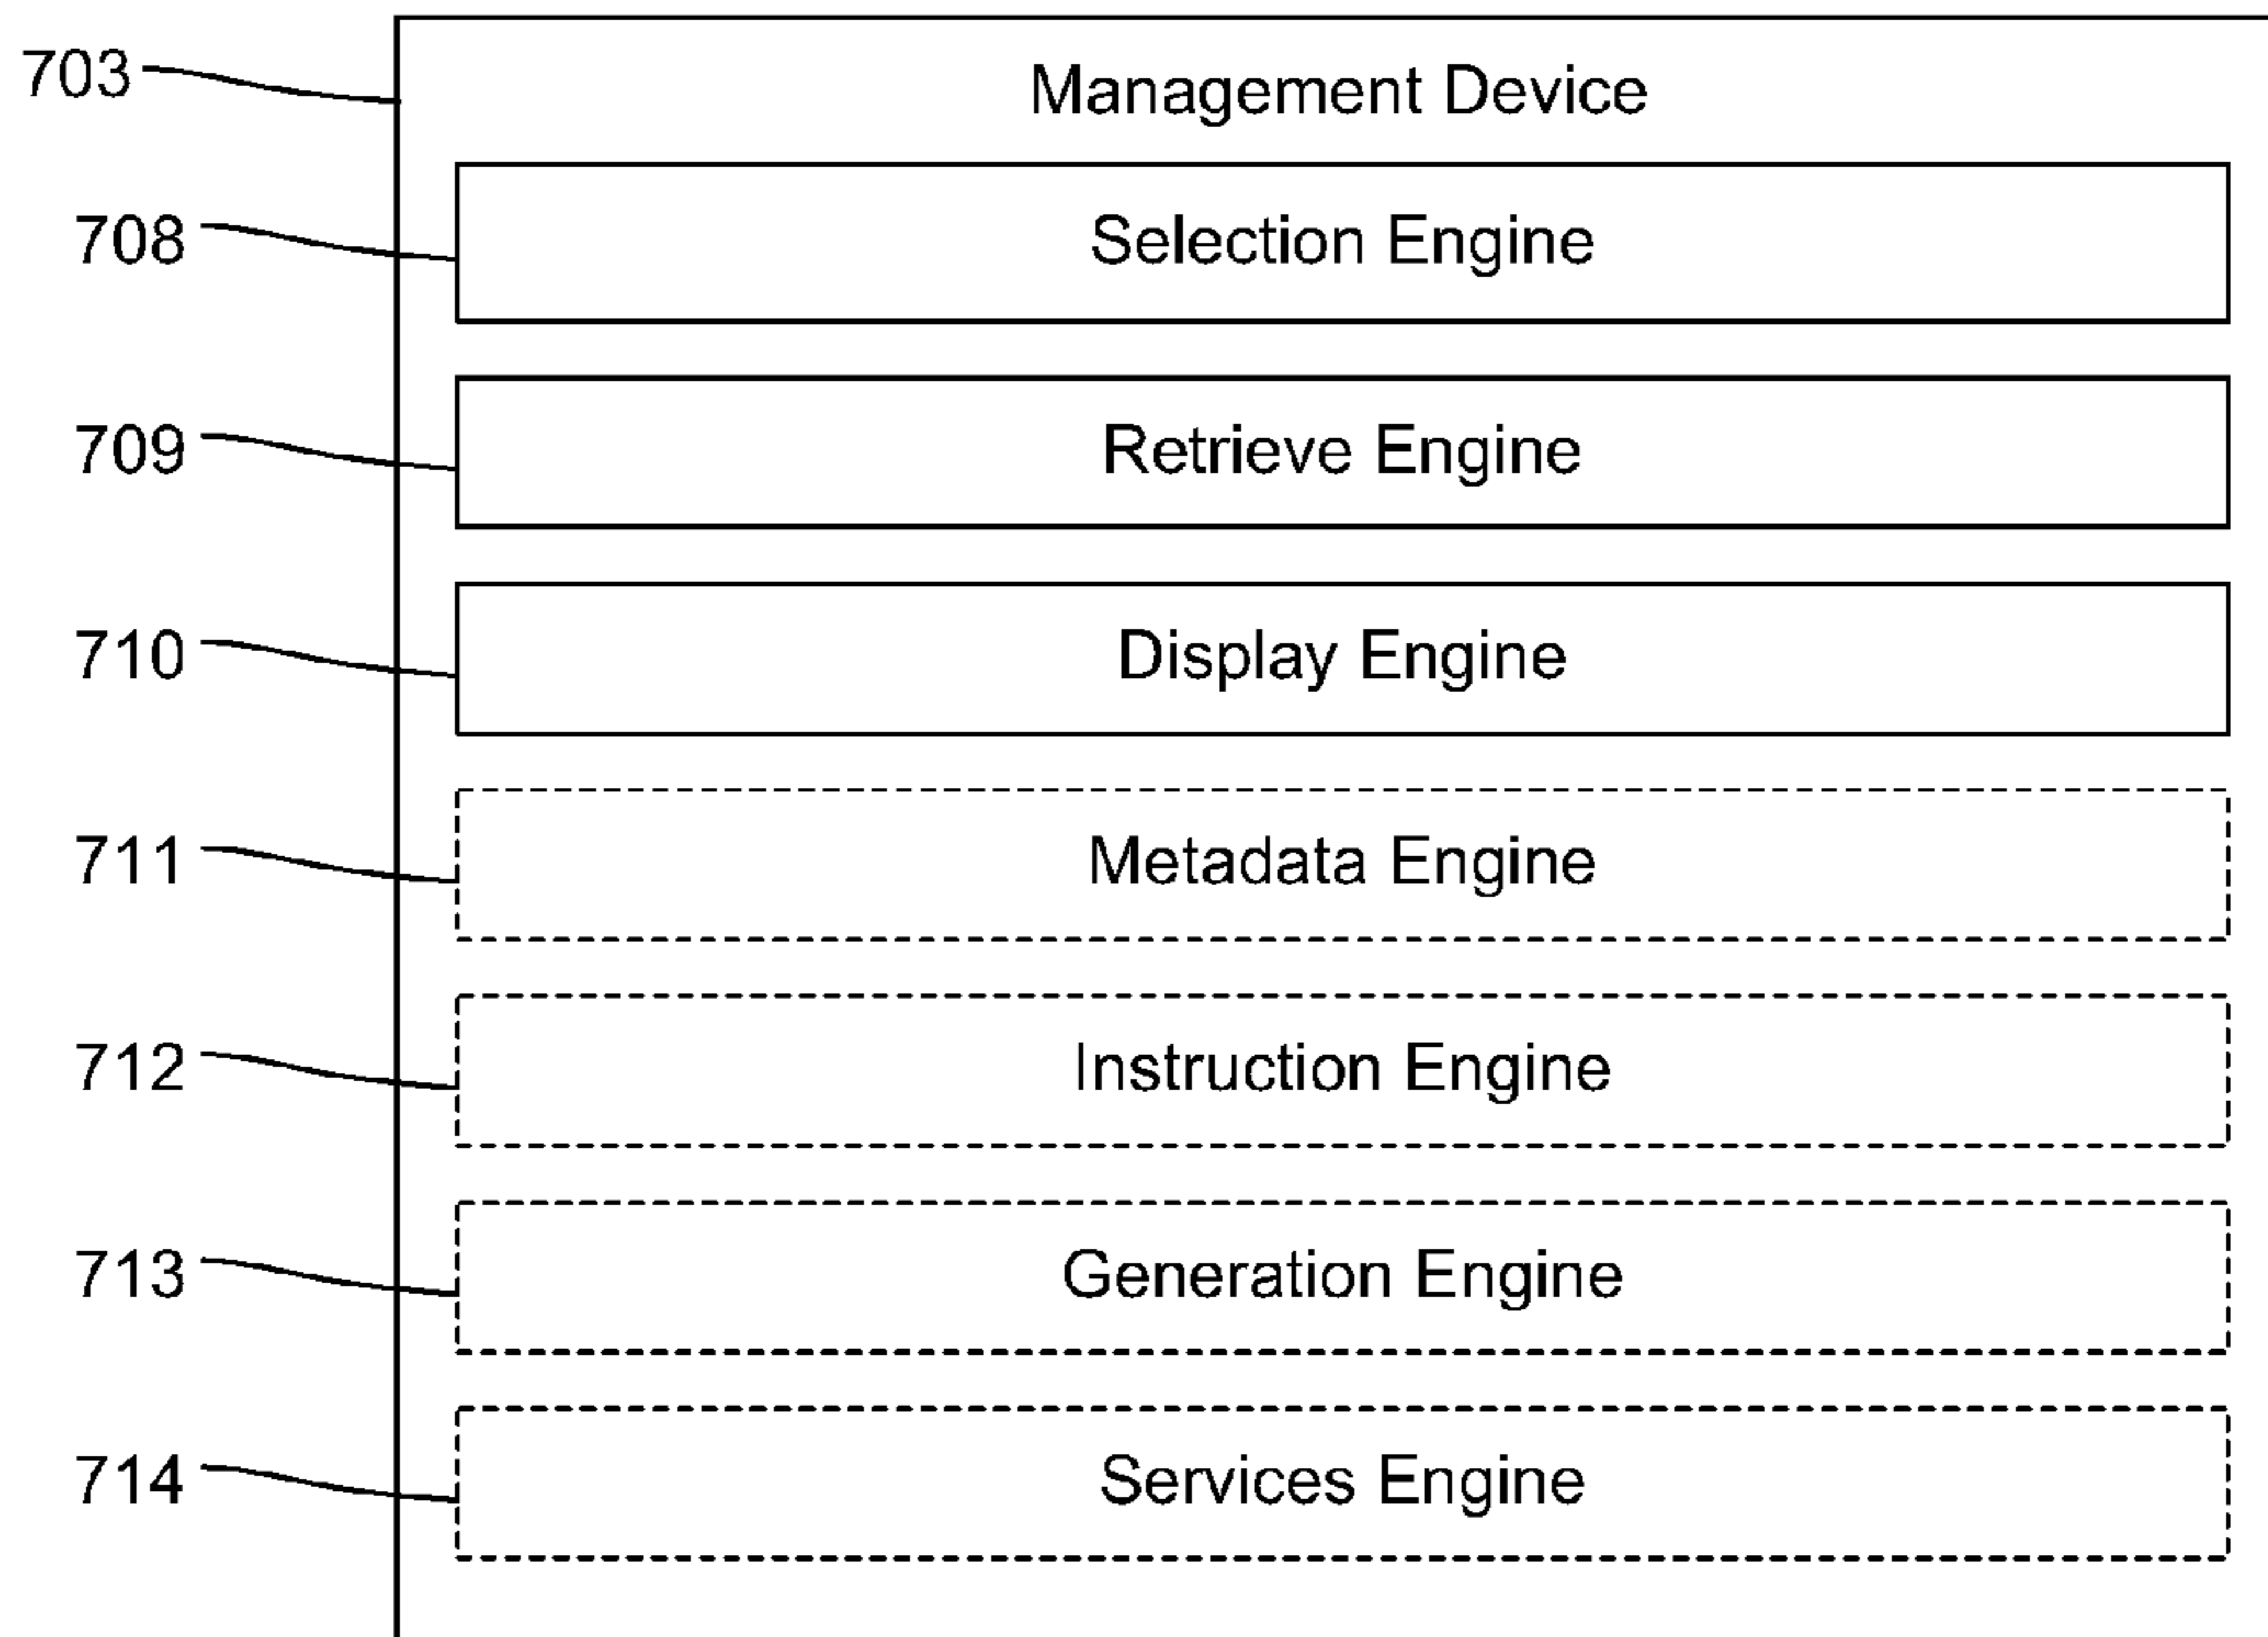 703 Management Device
708 Selection Engine
709 Retrieve Engine
710 Display Engine
711 Metadata Engine
712 Instruction Engine
713 Generation Engine
714 Services Engine